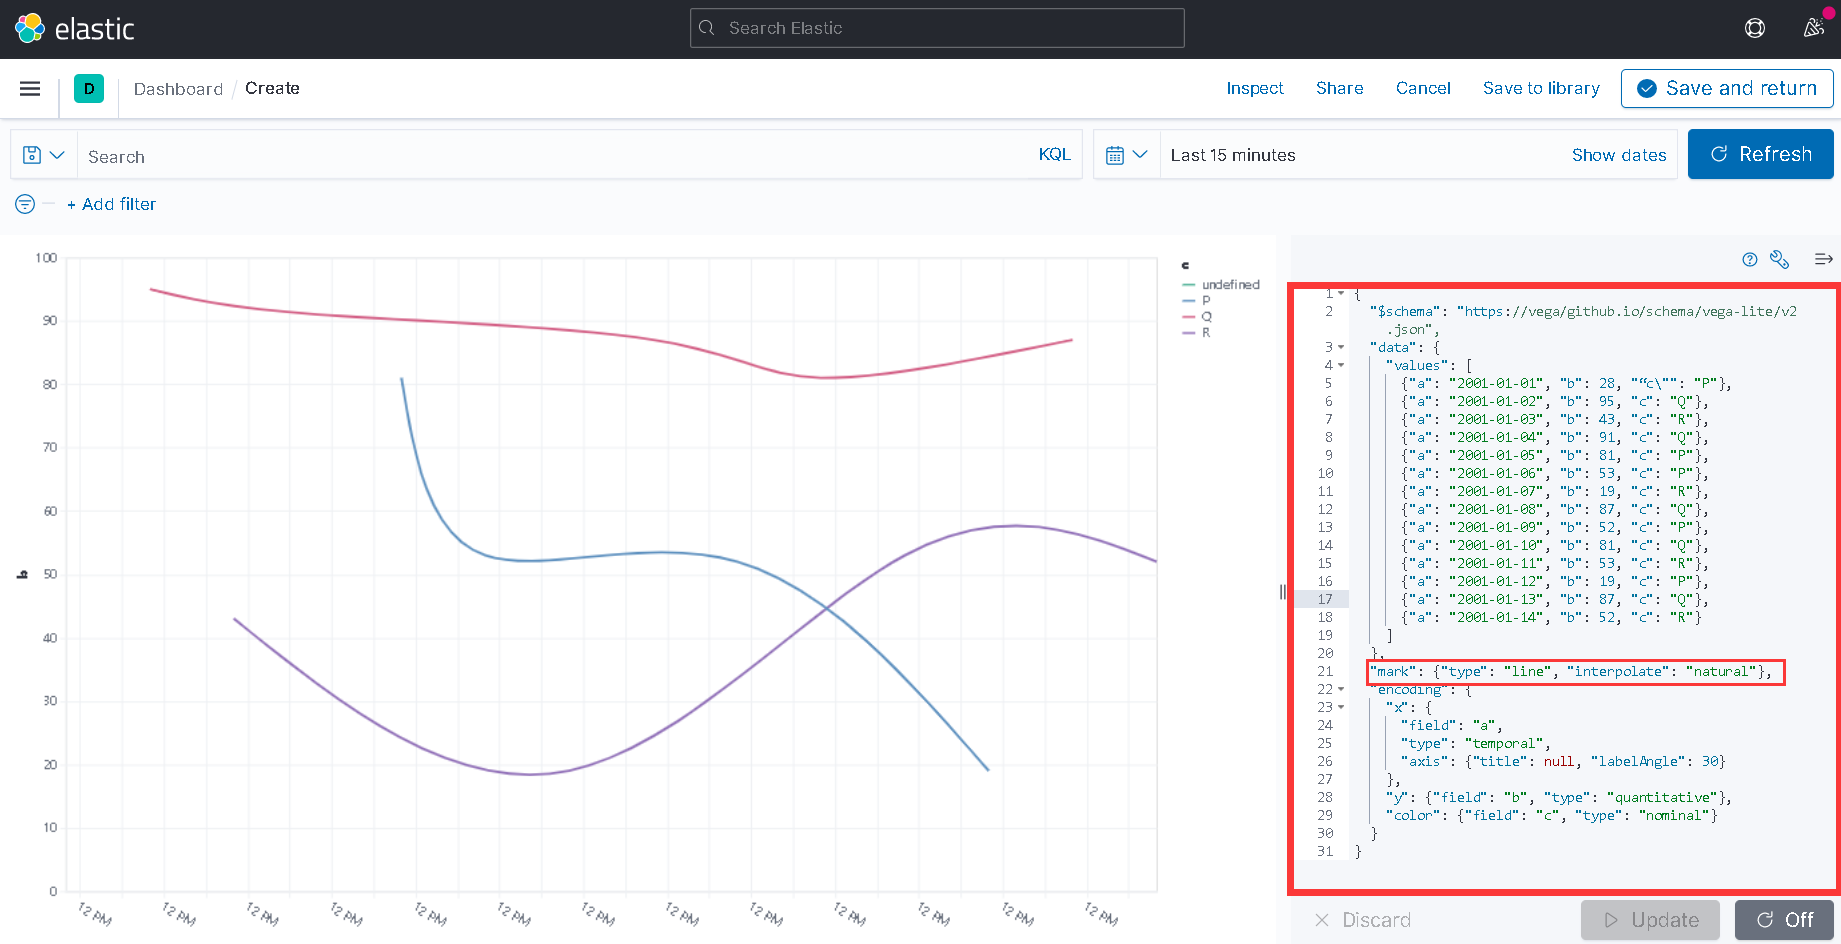 elastic
Search Elastic
D
Dashboard / Create
Inspect
Share
Cancel
Save to library
Save and return
Search
KQL
Last 15 minutes
Show dates
Refresh
+ Add filter
100
90
80
70
60
50
40
30
20
10
0
b
12 PM
12 PM
12 PM
12 PM
12 PM
12 PM
12 PM
12 PM
12 PM
12 PM
12 PM
12 PM
12 PM
c
undefined
P
Q
R
1 {
2 "$schema": "https://vega/github.io/schema/vega-lite/v2
.json",
3 "data": {
4 "values": [
5 {"a": "2001-01-01", "b": 28, "“c\"": "P"},
6 {"a": "2001-01-02", "b": 95, "c": "Q"},
7 {"a": "2001-01-03", "b": 43, "c": "R"},
8 {"a": "2001-01-04", "b": 91, "c": "Q"},
9 {"a": "2001-01-05", "b": 81, "c": "P"},
10 {"a": "2001-01-06", "b": 53, "c": "P"},
11 {"a": "2001-01-07", "b": 19, "c": "R"},
12 {"a": "2001-01-08", "b": 87, "c": "Q"},
13 {"a": "2001-01-09", "b": 52, "c": "P"},
14 {"a": "2001-01-10", "b": 81, "c": "Q"},
15 {"a": "2001-01-11", "b": 53, "c": "R"},
16 {"a": "2001-01-12", "b": 19, "c": "P"},
17 {"a": "2001-01-13", "b": 87, "c": "Q"},
18 {"a": "2001-01-14", "b": 52, "c": "R"}
19 ]
20 },
21 "mark": {"type": "line", "interpolate": "natural"},
22 "encoding": {
23 "x": {
24 "field": "a",
25 "type": "temporal",
26 "axis": {"title": null, "labelAngle": 30}
27 },
28 "y": {"field": "b", "type": "quantitative"},
29 "color": {"field": "c", "type": "nominal"}
30 }
31 }
Discard
Update
Off